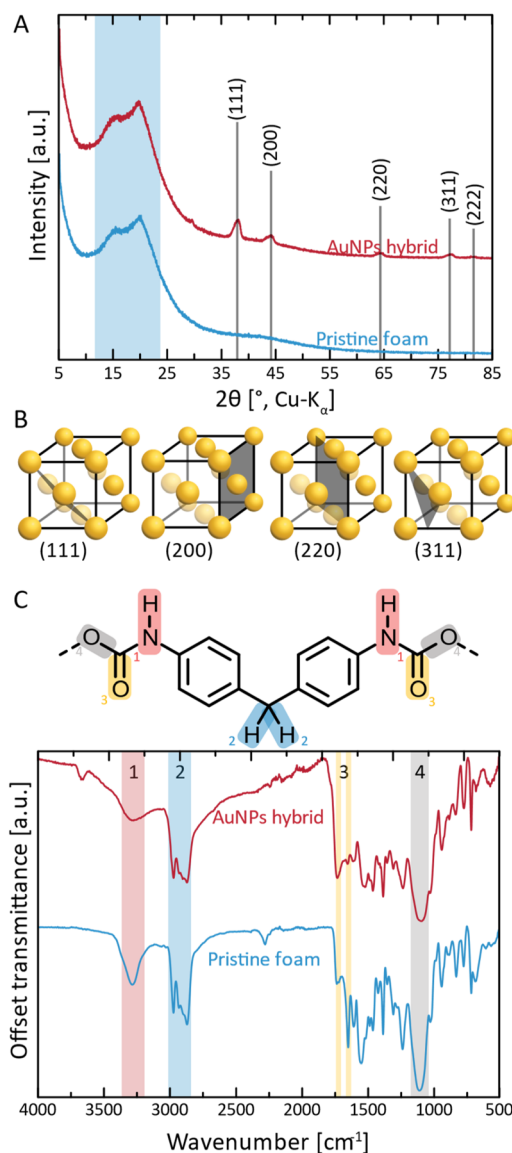 A
Intensity [a.u.]
(111)
(200)
(220)
(311)
(222)
AuNPs hybrid
Pristine foam
5 15 25 35 45 55 65 75 85
2θ [°, Cu-Kα]
B
(111) (200) (220) (311)
C
H H
O N N O
4 1 1 4
O O
3 3
H H
2 2
1 2 3 4
AuNPs hybrid
Pristine foam
Offset transmittance [a.u.]
4000 3500 3000 2500 2000 1500 1000 500
Wavenumber [cm⁻¹]